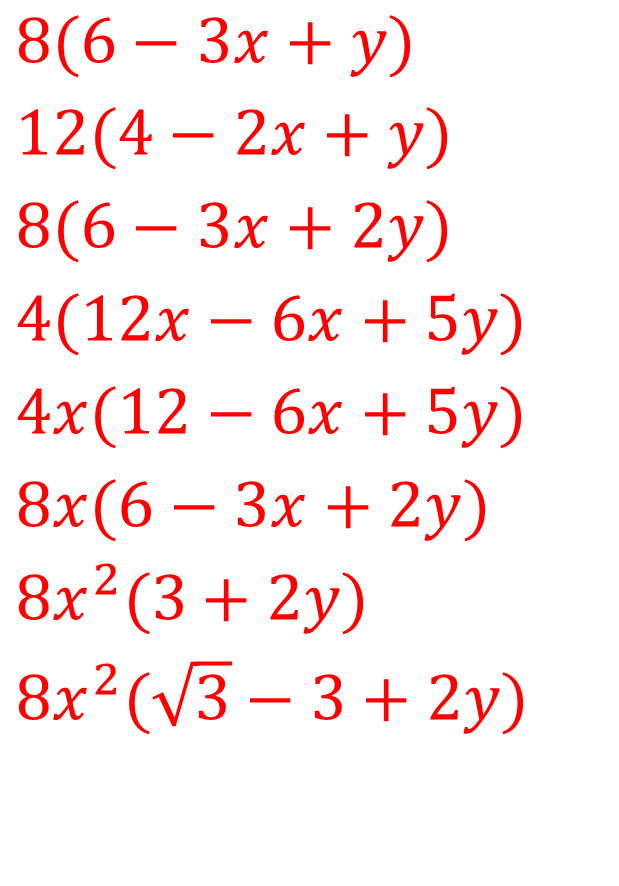 8(6 − 3x + y)
12(4 − 2x + y)
8(6 − 3x + 2y)
4(12x − 6x + 5y)
4x(12 − 6x + 5y)
8x(6 − 3x + 2y)
8x²(3 + 2y)
8x²(√3 − 3 + 2y)